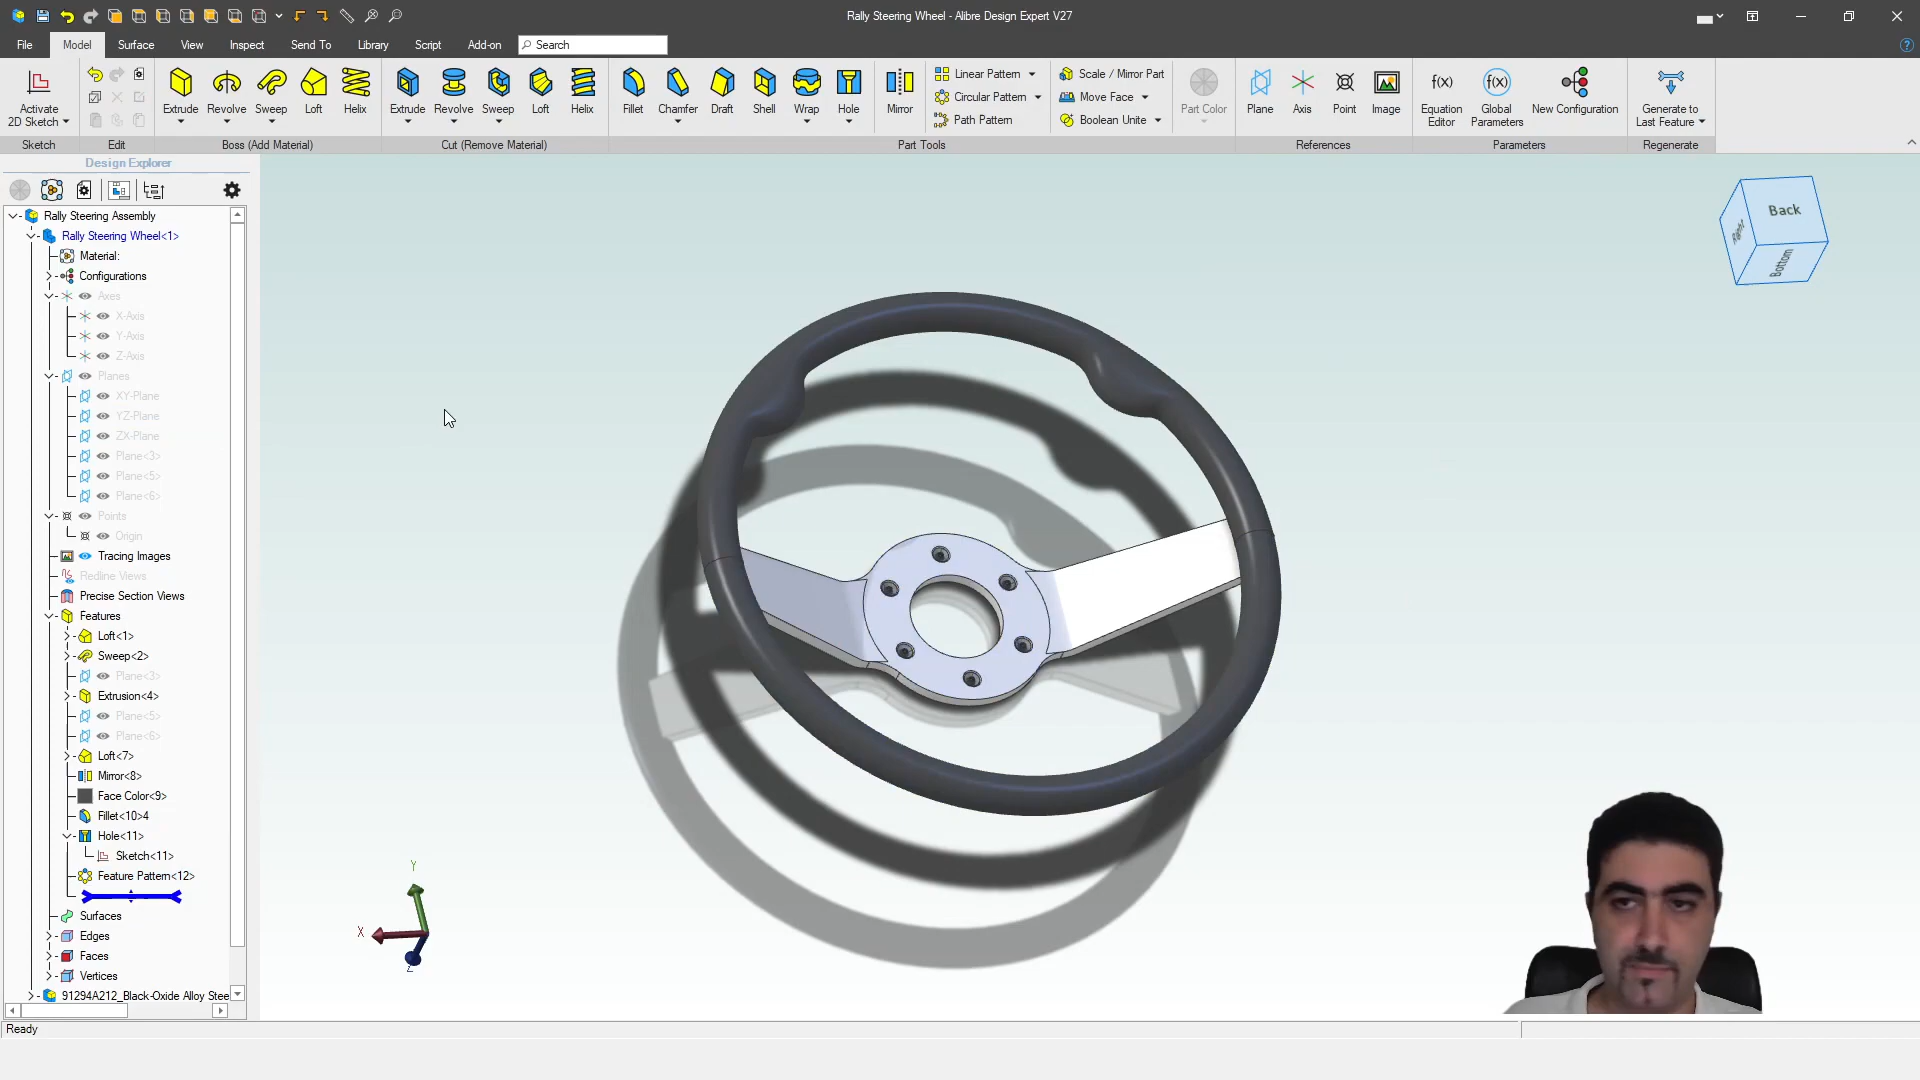 Rally Steering Wheel - Alibre Design Expert V27
File Model Surface View Inspect Send To Library Script Add-on Search
Activate 2D Sketch
Extrude Revolve Sweep Loft Helix
Extrude Revolve Sweep Loft Helix
Fillet Chamfer Draft Shell Wrap Hole Mirror
Linear Pattern
Circular Pattern
Path Pattern
Scale / Mirror Part
Move Face
Boolean Unite
Part Color
Plane Axis Point Image
Equation Editor
Global Parameters
New Configuration
Generate to Last Feature
Sketch Edit Boss (Add Material) Cut (Remove Material) Part Tools References Parameters Regenerate
Design Explorer
Rally Steering Assembly
Rally Steering Wheel<1>
Material:
Configurations
Axes
X-Axis
Y-Axis
Z-Axis
Planes
XY-Plane
YZ-Plane
ZX-Plane
Plane<3>
Plane<5>
Plane<6>
Points
Origin
Tracing Images
Redline Views
Precise Section Views
Features
Loft<1>
Sweep<2>
Plane<3>
Extrusion<4>
Plane<5>
Plane<6>
Loft<7>
Mirror<8>
Face Color<9>
Fillet<10>4
Hole<11>
Sketch<11>
Feature Pattern<12>
Surfaces
Edges
Faces
Vertices
91294A212_Black-Oxide Alloy Stee
Back
Right
Bottom
Y
X
Z
Ready